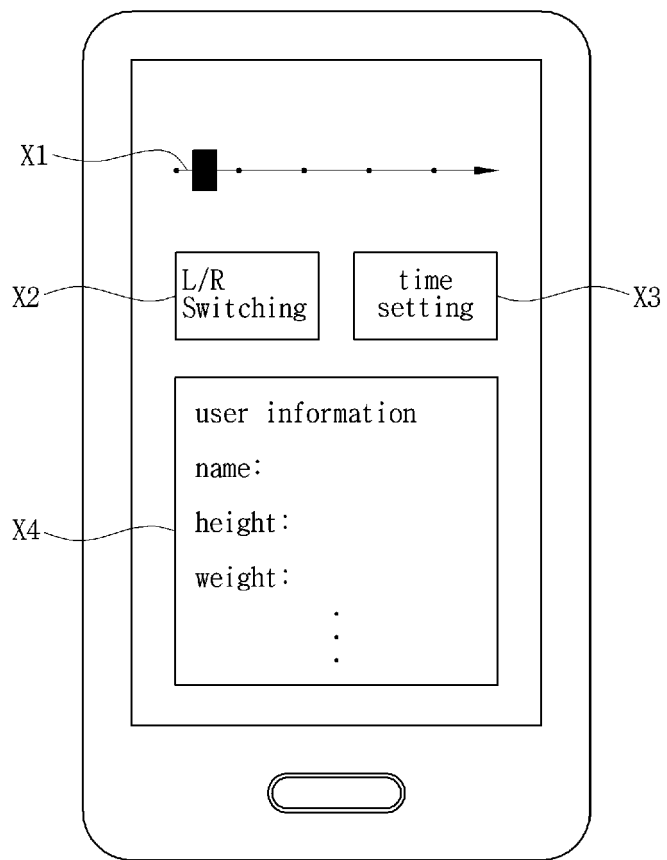 X1
L/R
Switching
X2
time
setting
X3
user information
name:
height:
X4
weight: